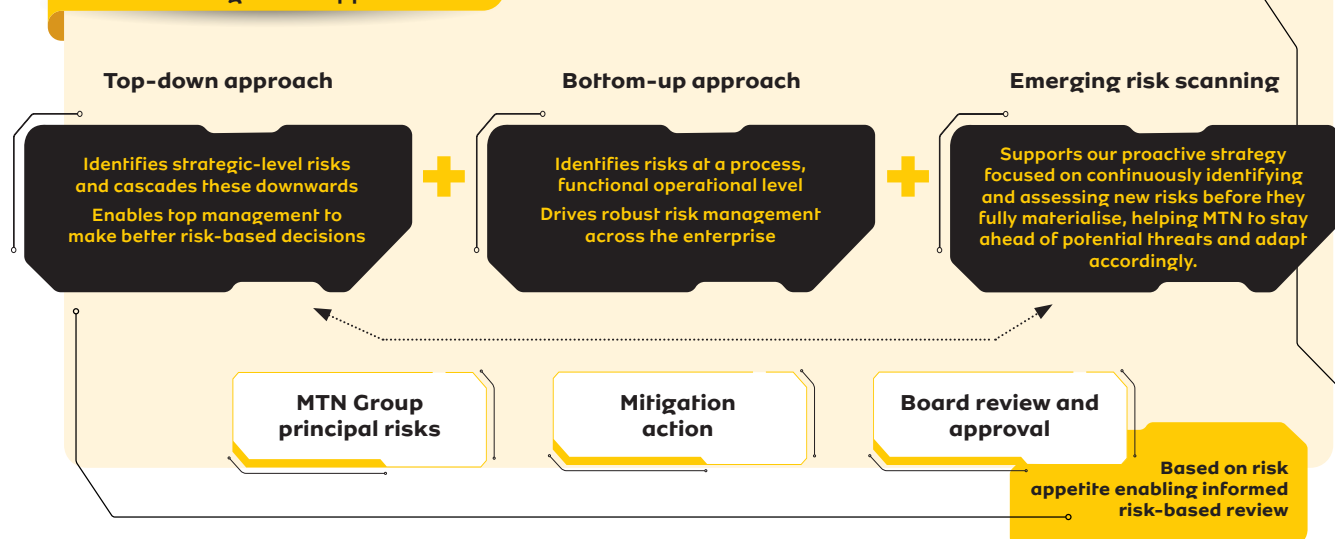 Top-down approach
Identifies strategic-level risks
and cascades these downwards
Enables top management to
make better risk-based decisions
Bottom-up approach
Identifies risks at a process,
functional operational level
Drives robust risk management
across the enterprise
Emerging risk scanning
Supports our proactive strategy
focused on continuously identifying
and assessing new risks before they
fully materialise, helping MTN to stay
ahead of potential threats and adapt
accordingly.
MTN Group
principal risks
Mitigation
action
Board review and
approval
Based on risk
appetite enabling informed
risk-based review